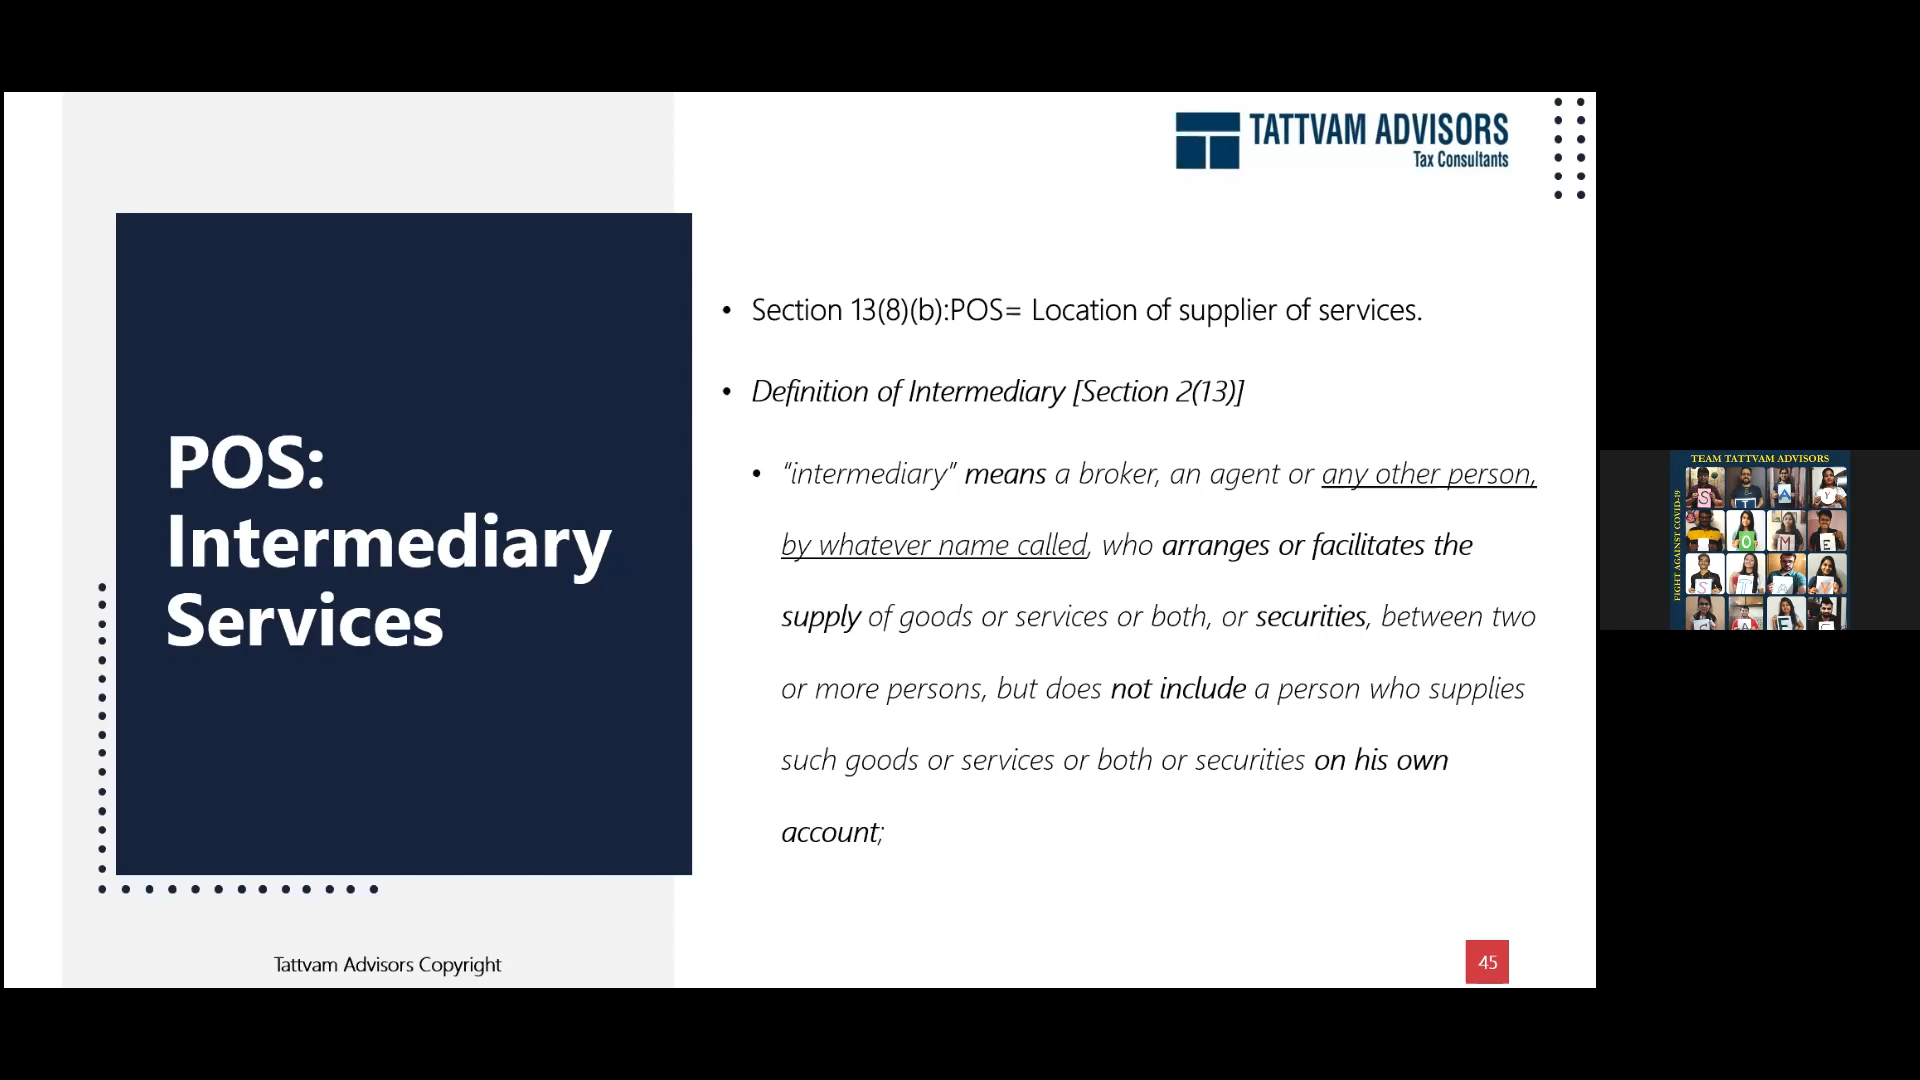 TATTVAM ADVISORS
Tax Consultants
POS:
Intermediary
Services
• Section 13(8)(b):POS= Location of supplier of services.
• Definition of Intermediary [Section 2(13)]
• “intermediary” means a broker, an agent or any other person,
by whatever name called, who arranges or facilitates the
supply of goods or services or both, or securities, between two
or more persons, but does not include a person who supplies
such goods or services or both or securities on his own
account;
Tattvam Advisors Copyright
45
TEAM TATTVAM ADVISORS
FIGHT AGAINST COVID-19
S T A Y
O M E
S T A Y
A F